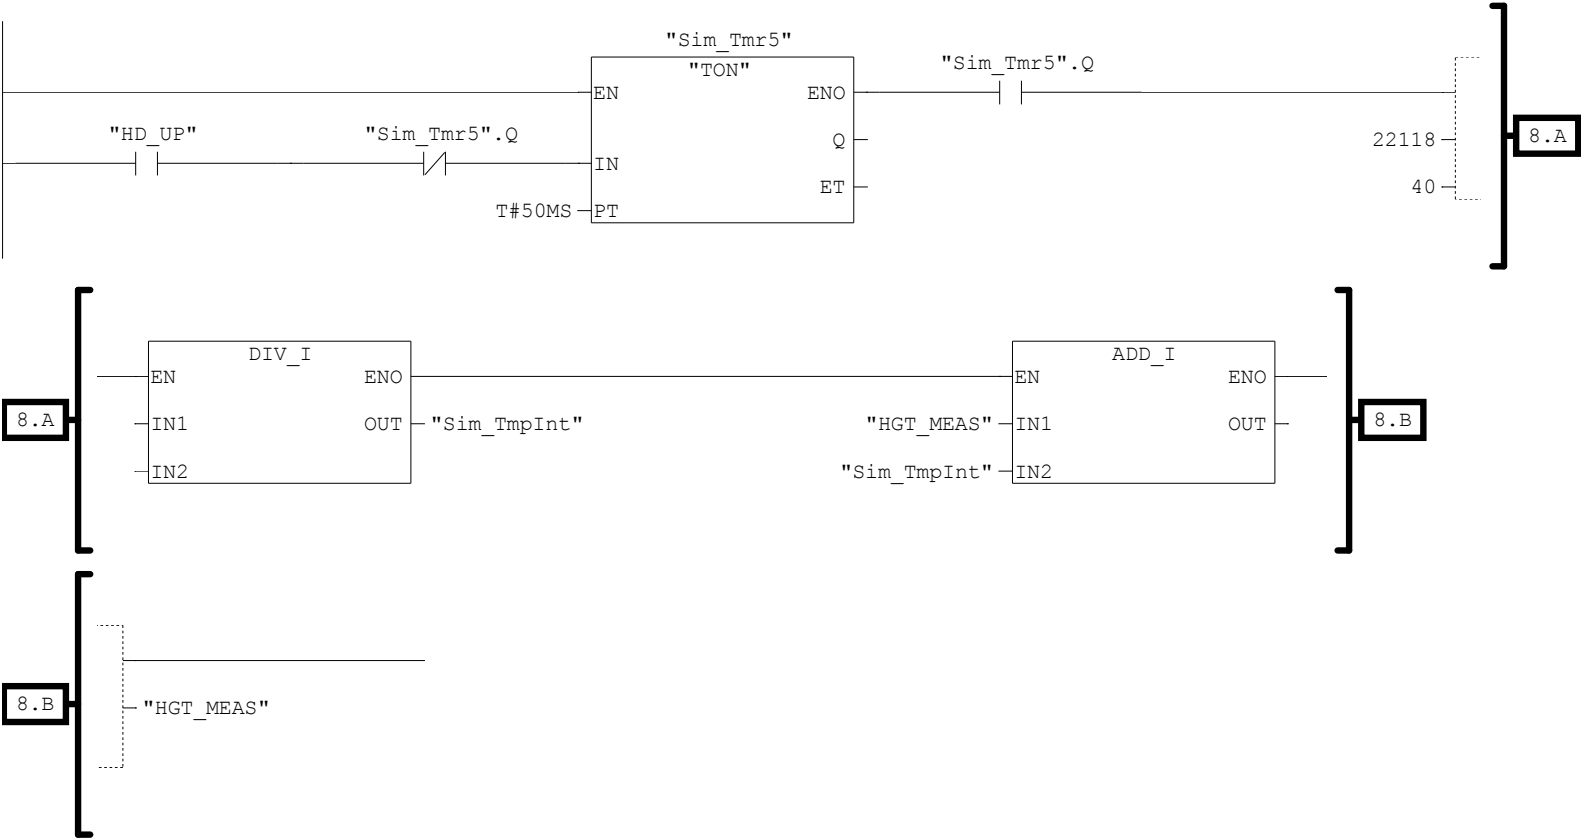 "Sim_Tmr5"
"TON"
"Sim_Tmr5".Q
EN ENO
"HD_UP" "Sim_Tmr5".Q
Q
22118
8.A
IN
ET
40
T#50MS PT
DIV_I ADD_I
EN ENO EN ENO
8.A IN1 OUT "Sim_TmpInt" "HGT_MEAS" IN1 OUT 8.B
IN2 "Sim_TmpInt" IN2
8.B "HGT_MEAS"